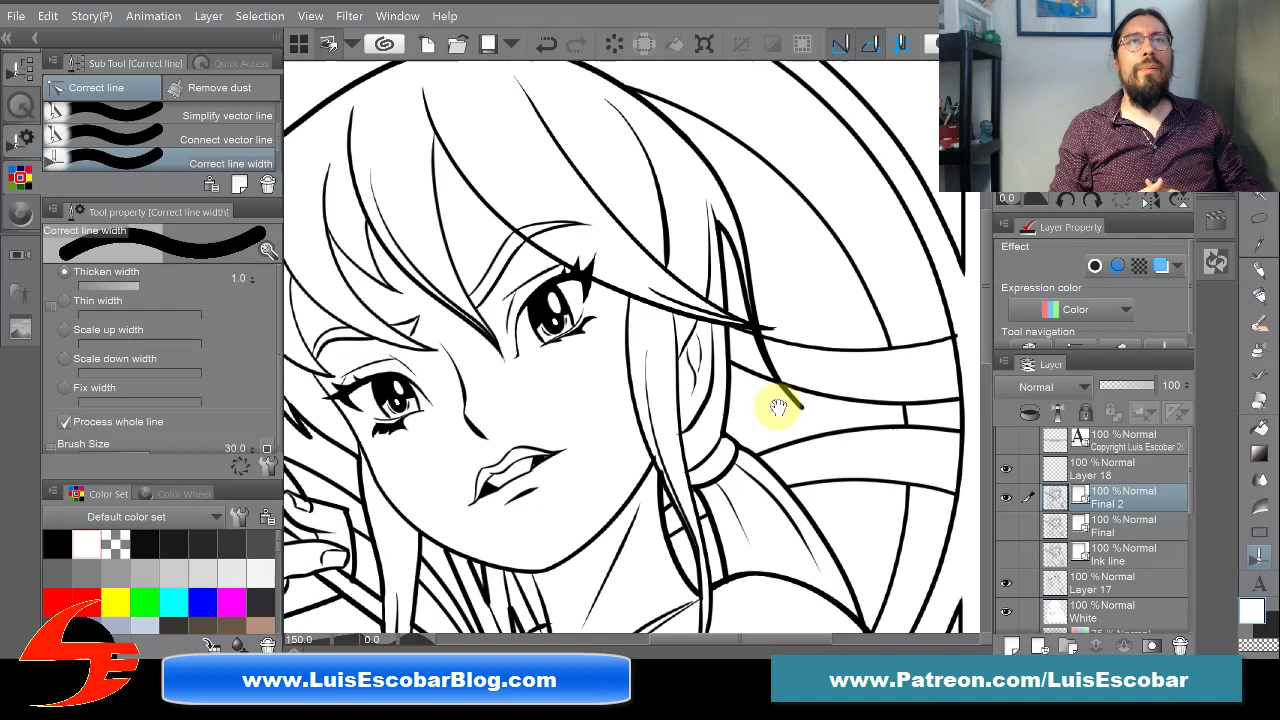 File Edit Story(P) Animation Layer Selection View Filter Window Help
Sub Tool [Correct line] Quick Access
Correct line Remove dust
Simplify vector line
Connect vector line
Correct line width
Tool property [Correct line width]
Correct line width
Thicken width 1.0
Thin width
Scale up width
Scale down width
Fix width
Process whole line
Brush Size 30.0
Color Set Color Wheel
Default color set
150.0 0.0
0.0
Layer Property
Effect
Expression color
Color
Tool navigation
Layer
Normal 100
100 %Normal
Copyright Luis Escobar 20
100 %Normal
Layer 18
100 %Normal
Final 2
100 %Normal
Final
100 %Normal
Ink line
100 %Normal
Layer 17
100 %Normal
White
www.LuisEscobarBlog.com
www.Patreon.com/LuisEscobar